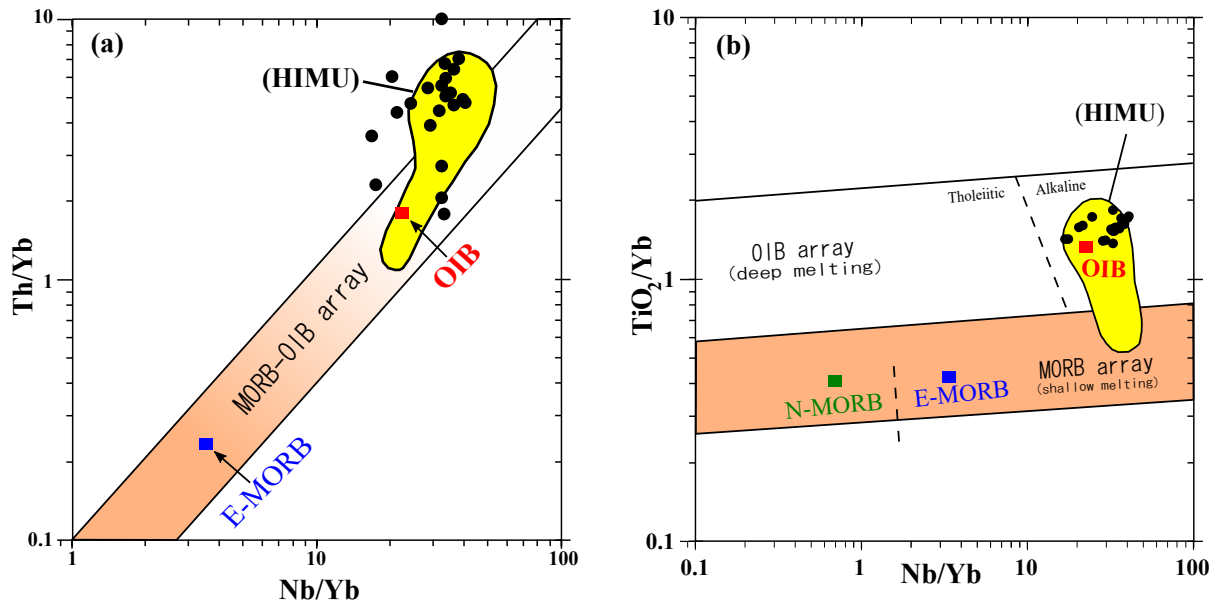 (a)
10
1
0.1
Th/Yb
(HIMU)
OIB
MORB-OIB array
E-MORB
1
10
100
Nb/Yb
(b)
10
1
0.1
TiO2/Yb
(HIMU)
Tholeiitic
Alkaline
OIB array
(deep melting)
OIB
MORB array
(shallow melting)
N-MORB
E-MORB
0.1
1
10
100
Nb/Yb